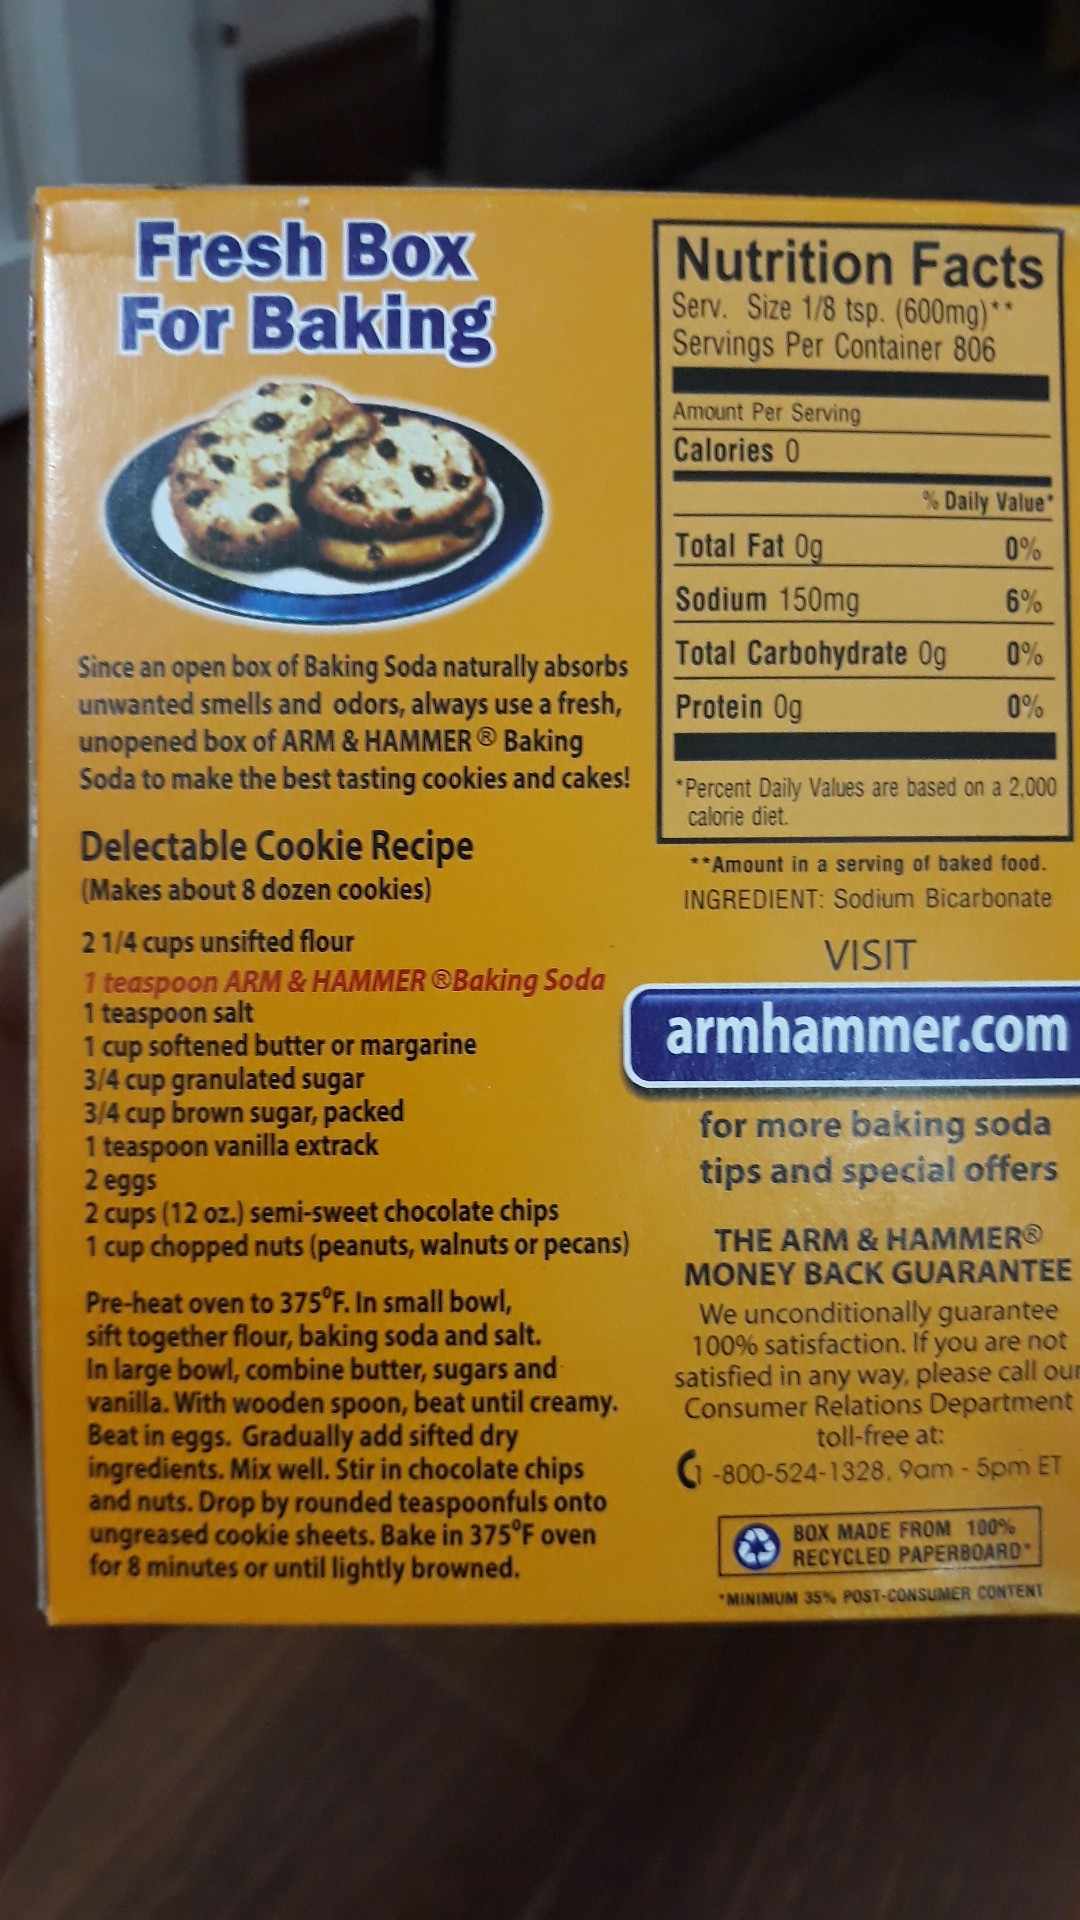 Fresh Box
For Baking
Since an open box of Baking Soda naturally absorbs
unwanted smells and odors, always use a fresh,
unopened box of ARM & HAMMER ® Baking
Soda to make the best tasting cookies and cakes!
Delectable Cookie Recipe
(Makes about 8 dozen cookies)
2 1/4 cups unsifted flour
1 teaspoon ARM & HAMMER ®Baking Soda
1 teaspoon salt
1 cup softened butter or margarine
3/4 cup granulated sugar
3/4 cup brown sugar, packed
1 teaspoon vanilla extrack
2 eggs
2 cups (12 oz.) semi-sweet chocolate chips
1 cup chopped nuts (peanuts, walnuts or pecans)
Pre-heat oven to 375°F. In small bowl,
sift together flour, baking soda and salt.
In large bowl, combine butter, sugars and
vanilla. With wooden spoon, beat until creamy.
Beat in eggs. Gradually add sifted dry
ingredients. Mix well. Stir in chocolate chips
and nuts. Drop by rounded teaspoonfuls onto
ungreased cookie sheets. Bake in 375°F oven
for 8 minutes or until lightly browned.
Nutrition Facts
Serv. Size 1/8 tsp. (600mg)**
Servings Per Container 806
Amount Per Serving
Calories 0
% Daily Value*
Total Fat 0g 0%
Sodium 150mg 6%
Total Carbohydrate 0g 0%
Protein 0g 0%
*Percent Daily Values are based on a 2,000
calorie diet.
**Amount in a serving of baked food.
INGREDIENT: Sodium Bicarbonate
VISIT
armhammer.com
for more baking soda
tips and special offers
THE ARM & HAMMER®
MONEY BACK GUARANTEE
We unconditionally guarantee
100% satisfaction. If you are not
satisfied in any way, please call our
Consumer Relations Department
toll-free at:
1-800-524-1328, 9am - 5pm ET
BOX MADE FROM 100%
RECYCLED PAPERBOARD*
*MINIMUM 35% POST-CONSUMER CONTENT